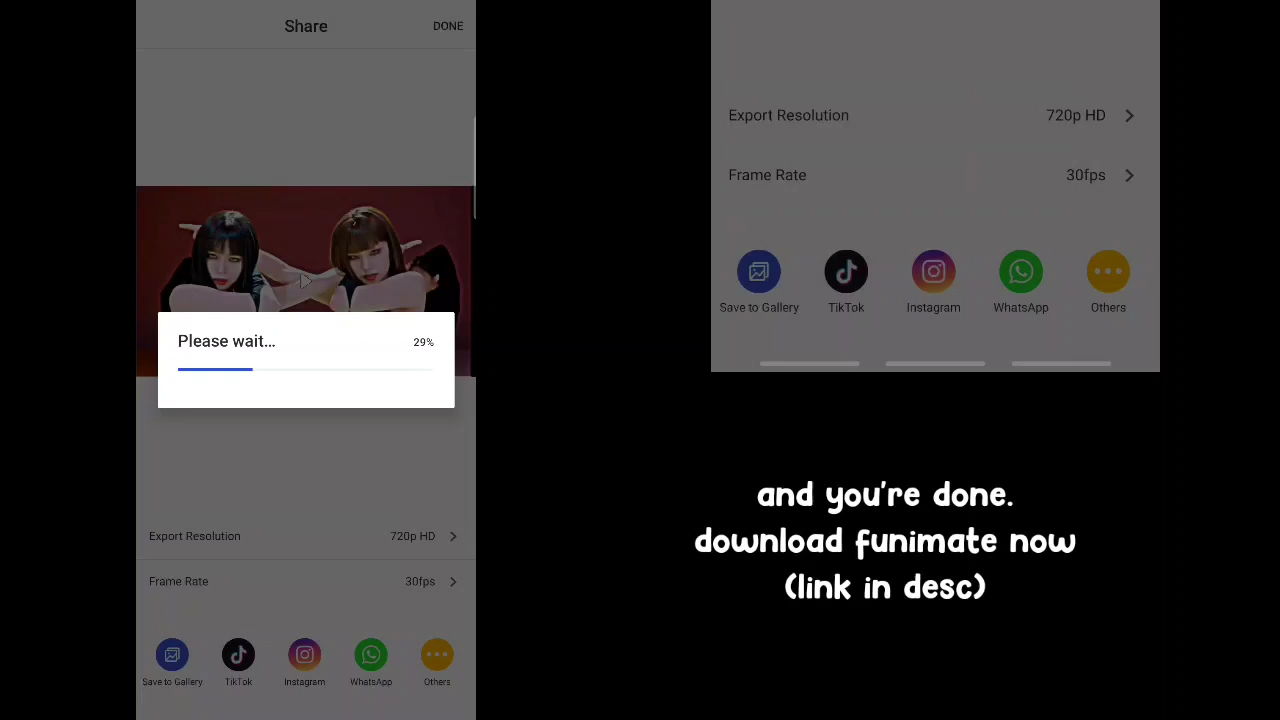 Share
DONE
Please wait...
29%
Export Resolution
720p HD
Frame Rate
30fps
Save to Gallery
TikTok
Instagram
WhatsApp
Others
Export Resolution
720p HD
Frame Rate
30fps
Save to Gallery
TikTok
Instagram
WhatsApp
Others
and you're done.
download funimate now
(link in desc)